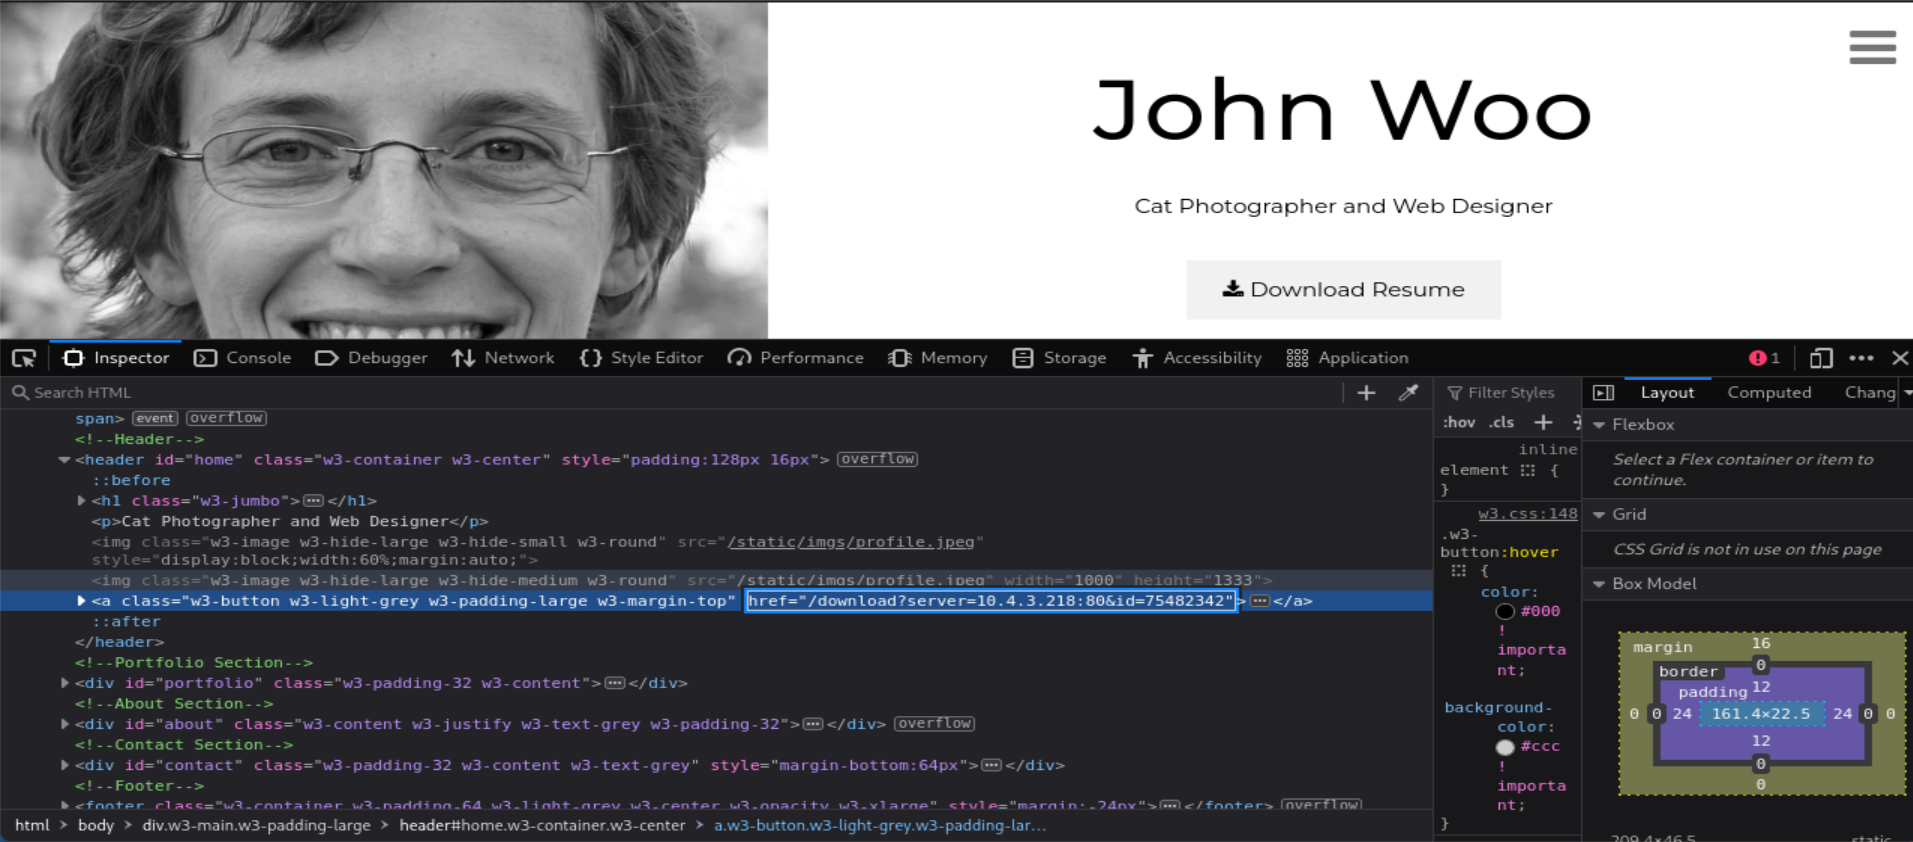 John Woo
Cat Photographer and Web Designer
Download Resume
Inspector Console Debugger Network Style Editor Performance Memory Storage Accessibility Application 1
Search HTML
span> event overflow
<!--Header-->
<header id="home" class="w3-container w3-center" style="padding:128px 16px"> overflow
::before
<h1 class="w3-jumbo"></h1>
<p>Cat Photographer and Web Designer</p>
<img class="w3-image w3-hide-large w3-hide-small w3-round" src="/static/imgs/profile.jpeg"
style="display:block;width:60%;margin:auto;">
<img class="w3-image w3-hide-large w3-hide-medium w3-round" src="/static/imgs/profile.jpeg" width="1000" height="1333">
<a class="w3-button w3-light-grey w3-padding-large w3-margin-top" href="/download?server=10.4.3.218:80&id=75482342"></a>
::after
</header>
<!--Portfolio Section-->
<div id="portfolio" class="w3-padding-32 w3-content"></div>
<!--About Section-->
<div id="about" class="w3-content w3-justify w3-text-grey w3-padding-32"></div> overflow
<!--Contact Section-->
<div id="contact" class="w3-padding-32 w3-content w3-text-grey" style="margin-bottom:64px"></div>
<!--Footer-->
<footer class="w3-container w3-padding-64 w3-light-grey w3-center w3-opacity w3-xlarge" style="margin:-24px"></footer> overflow
html > body > div.w3-main.w3-padding-large > header#home.w3-container.w3-center > a.w3-button.w3-light-grey.w3-padding-lar…
Filter Styles
:hov .cls +
inline
element {
}
w3.css:148
.w3-
button:hover
{
color:
#000
!
importa
nt;
background-
color:
#ccc
!
importa
nt;
}
Layout Computed Chang
Flexbox
Select a Flex container or item to
continue.
Grid
CSS Grid is not in use on this page
Box Model
margin 16
border 0
padding 12
0 0 24 161.4×22.5 24 0 0
12
0
0
209.4×46.5 static